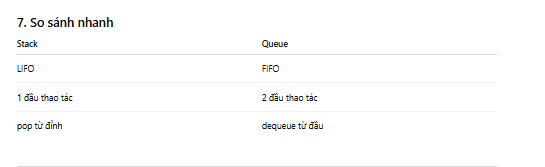 7. So sánh nhanh
Stack Queue
LIFO FIFO
1 đầu thao tác 2 đầu thao tác
pop từ đỉnh dequeue từ đầu